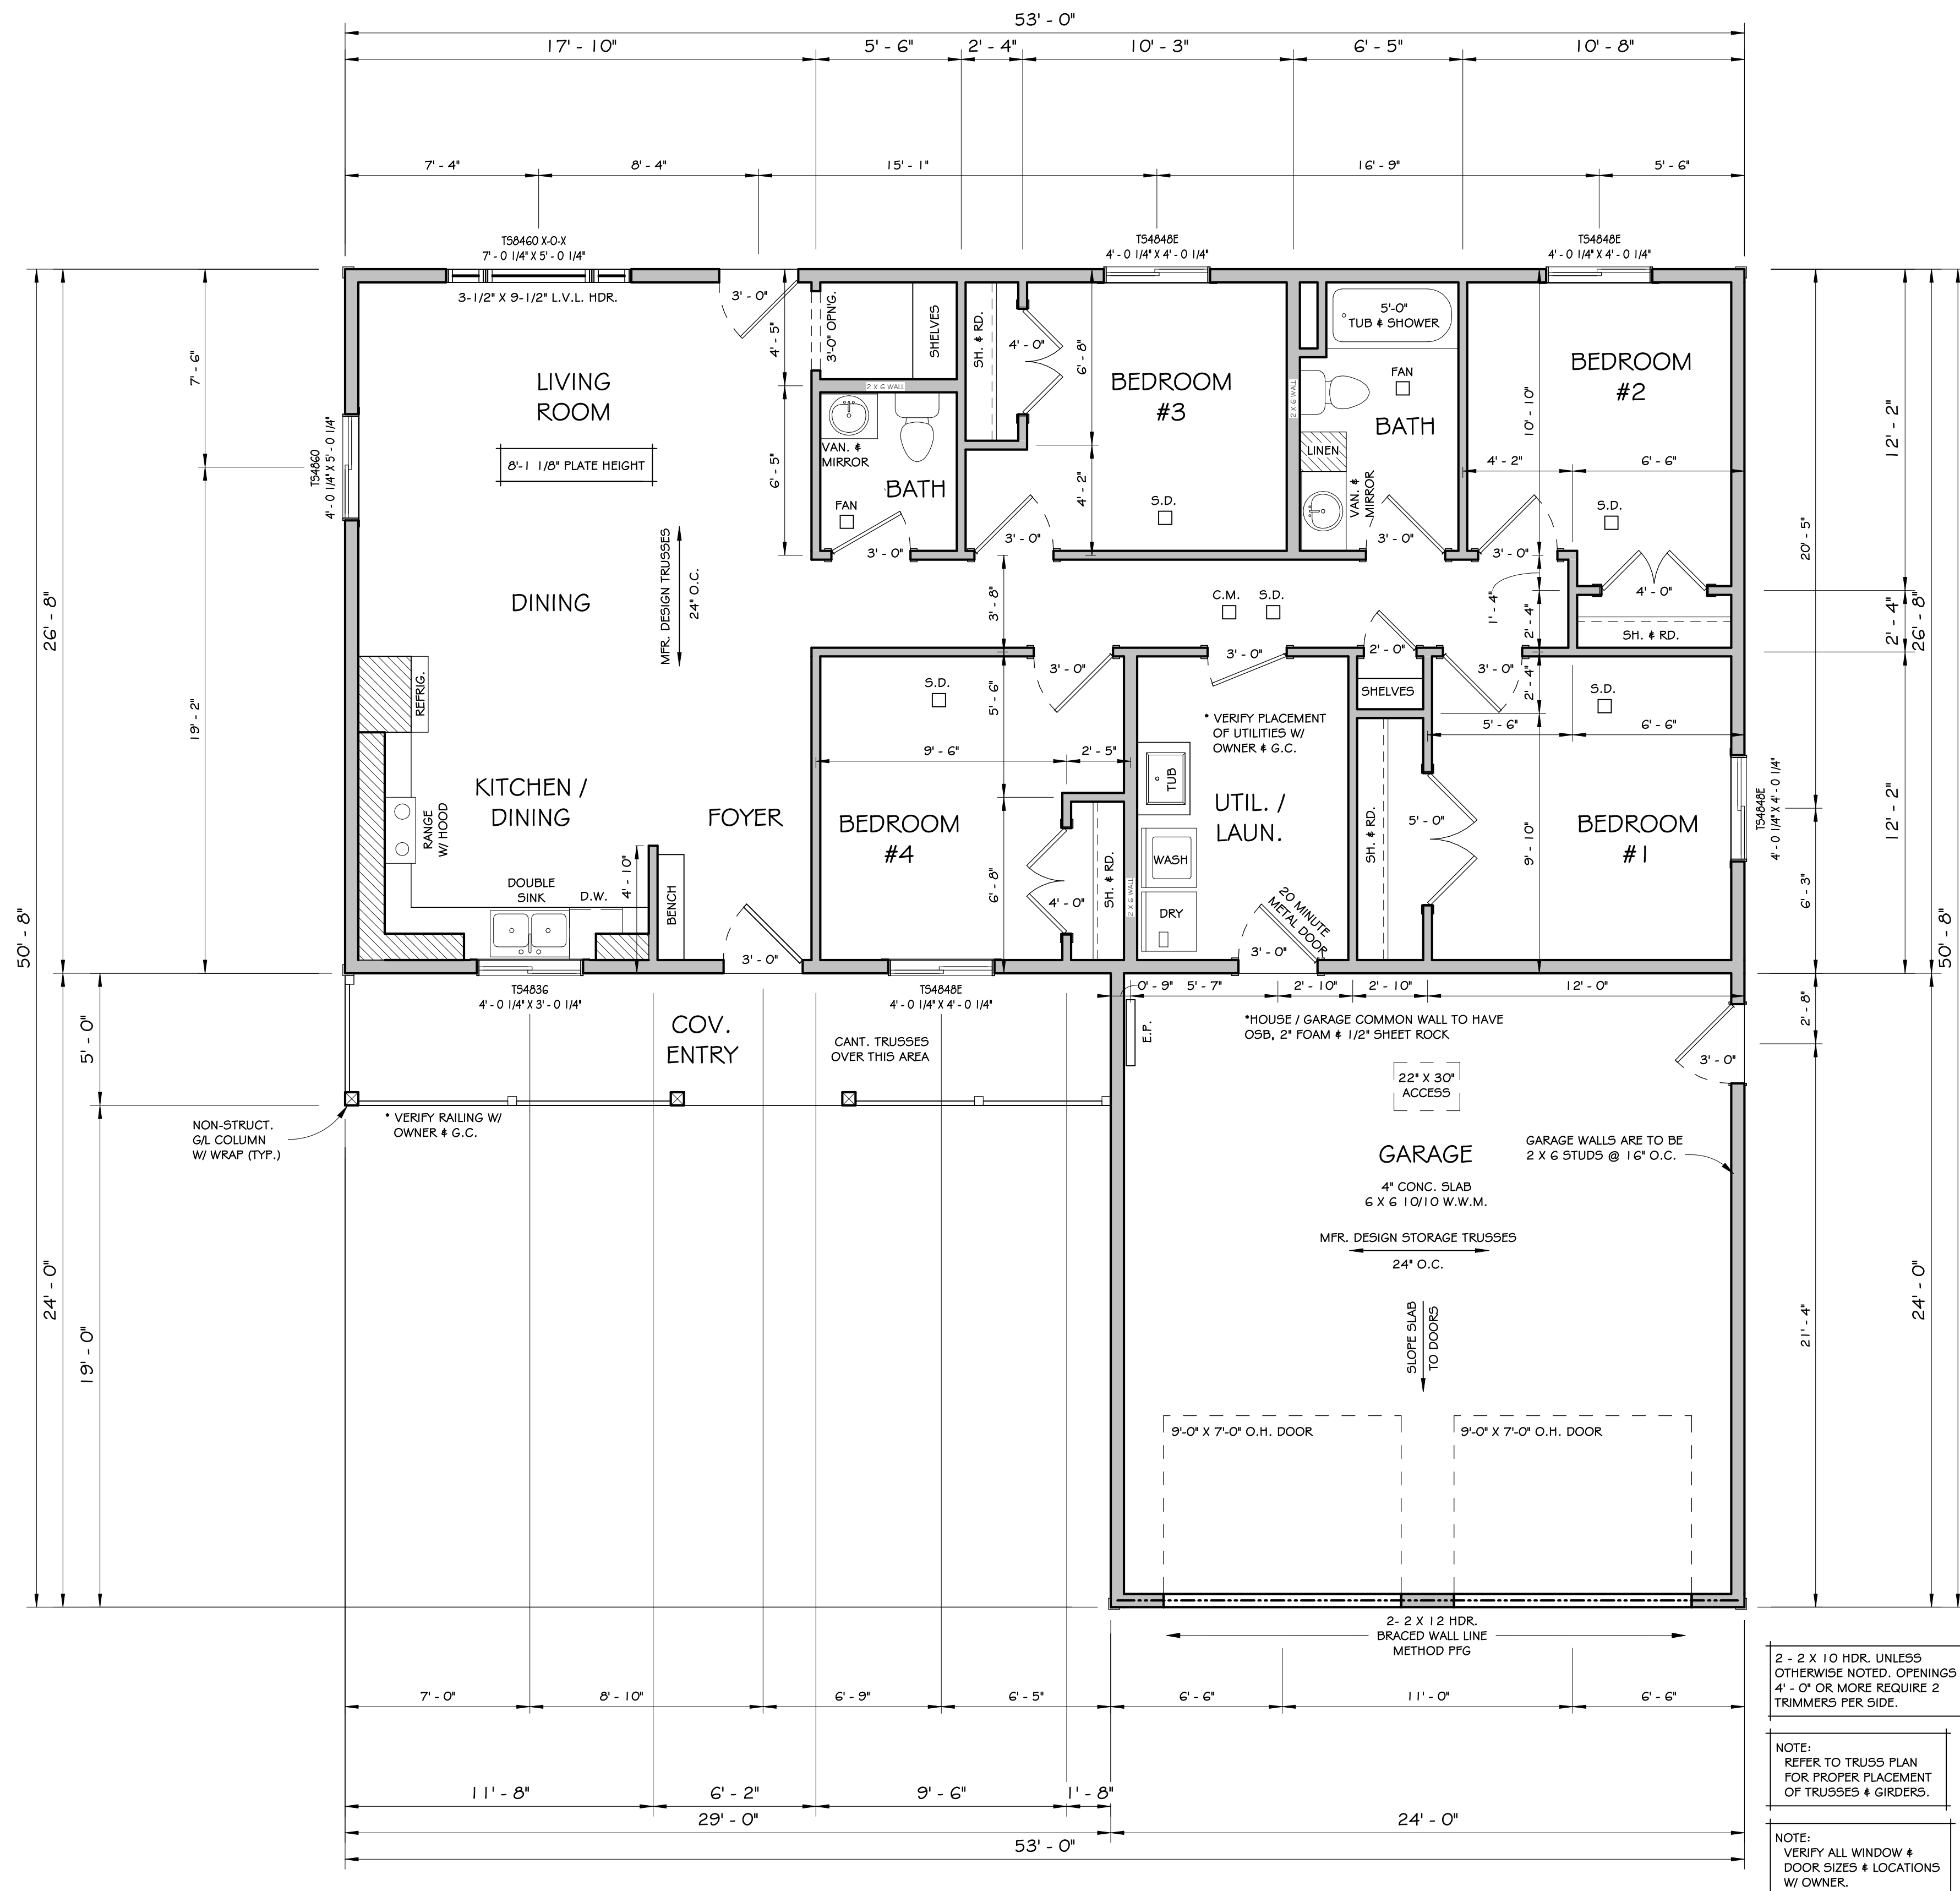 53' - 0"
17' - 10"
5' - 6"
2' - 4"
10' - 3"
6' - 5"
10' - 8"
7' - 4"
8' - 4"
15' - 1"
16' - 9"
5' - 6"
TS8460 X-O-X
7' - 0 1/4" X 5' - 0 1/4"
TS4848E
4' - 0 1/4" X 4' - 0 1/4"
TS4848E
4' - 0 1/4" X 4' - 0 1/4"
3-1/2" X 9-1/2" L.V.L. HDR.
3' - 0"
4' - 5"
3'-0" OPN'G.
SHELVES
SH. & RD.
4' - 0"
6' - 8"
5'-0"
TUB & SHOWER
BEDROOM
#2
LIVING
ROOM
2 X 6 WALL
BEDROOM
#3
2 X 6 WALL
FAN
BATH
10' - 10"
8'-1 1/8" PLATE HEIGHT
VAN. &
MIRROR
6' - 5"
BATH
FAN
3' - 0"
4' - 2"
S.D.
3' - 0"
LINEN
VAN. &
MIRROR
3' - 0"
4' - 2"
6' - 6"
S.D.
3' - 0"
4' - 0"
SH. & RD.
7' - 6"
TS4860
4' - 0 1/4" X 5' - 0 1/4"
19' - 2"
26' - 8"
50' - 8"
DINING
MFR. DESIGN TRUSSES
24" O.C.
3' - 8"
C.M.
S.D.
1' - 4"
2' - 4"
12' - 2"
20' - 5"
2' - 4"
26' - 8"
REFRIG.
S.D.
3' - 0"
5' - 6"
3' - 0"
2' - 0"
SHELVES
3' - 0"
2' - 4"
S.D.
* VERIFY PLACEMENT
OF UTILITIES W/
OWNER & G.C.
5' - 6"
6' - 6"
9' - 6"
2' - 5"
KITCHEN /
DINING
RANGE
W/ HOOD
FOYER
BEDROOM
#4
TUB
UTIL. /
LAUN.
WASH
DRY
SH. & RD.
5' - 0"
9' - 10"
BEDROOM
#1
TS4848E
4' - 0 1/4" X 4' - 0 1/4"
12' - 2"
6' - 3"
50' - 8"
DOUBLE
SINK
D.W.
4' - 10"
BENCH
3' - 0"
6' - 8"
4' - 0"
SH. & RD.
2 X 6 WALL
20 MINUTE
METAL DOOR
3' - 0"
TS4836
4' - 0 1/4" X 3' - 0 1/4"
TS4848E
4' - 0 1/4" X 4' - 0 1/4"
0' - 9"
5' - 7"
2' - 10"
2' - 10"
12' - 0"
2' - 8"
5' - 0"
COV.
ENTRY
CANT. TRUSSES
OVER THIS AREA
E.P.
*HOUSE / GARAGE COMMON WALL TO HAVE
OSB, 2" FOAM & 1/2" SHEET ROCK
3' - 0"
22" X 30"
ACCESS
NON-STRUCT.
G/L COLUMN
W/ WRAP (TYP.)
* VERIFY RAILING W/
OWNER & G.C.
GARAGE
GARAGE WALLS ARE TO BE
2 X 6 STUDS @ 16" O.C.
4" CONC. SLAB
6 X 6 10/10 W.W.M.
MFR. DESIGN STORAGE TRUSSES
24" O.C.
24' - 0"
19' - 0"
SLOPE SLAB
TO DOORS
21' - 4"
24' - 0"
9'-0" X 7'-0" O.H. DOOR
9'-0" X 7'-0" O.H. DOOR
2- 2 X 12 HDR.
BRACED WALL LINE
METHOD PFG
7' - 0"
8' - 10"
6' - 9"
6' - 5"
6' - 6"
11' - 0"
6' - 6"
2 - 2 X 10 HDR. UNLESS
OTHERWISE NOTED. OPENINGS
4' - 0" OR MORE REQUIRE 2
TRIMMERS PER SIDE.
NOTE:
REFER TO TRUSS PLAN
FOR PROPER PLACEMENT
OF TRUSSES & GIRDERS.
11' - 8"
6' - 2"
9' - 6"
1' - 8"
29' - 0"
24' - 0"
53' - 0"
NOTE:
VERIFY ALL WINDOW &
DOOR SIZES & LOCATIONS
W/ OWNER.